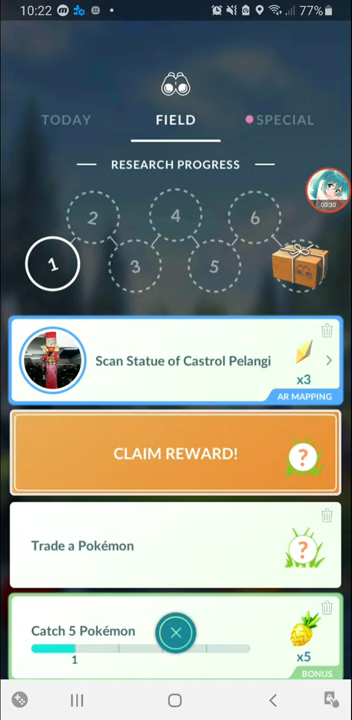 10:22
77%
TODAY
FIELD
SPECIAL
RESEARCH PROGRESS
2
4
6
1
3
5
00:30
Scan Statue of Castrol Pelangi
x3
AR MAPPING
CLAIM REWARD!
?
Trade a Pokémon
?
Catch 5 Pokémon
1
x5
BONUS